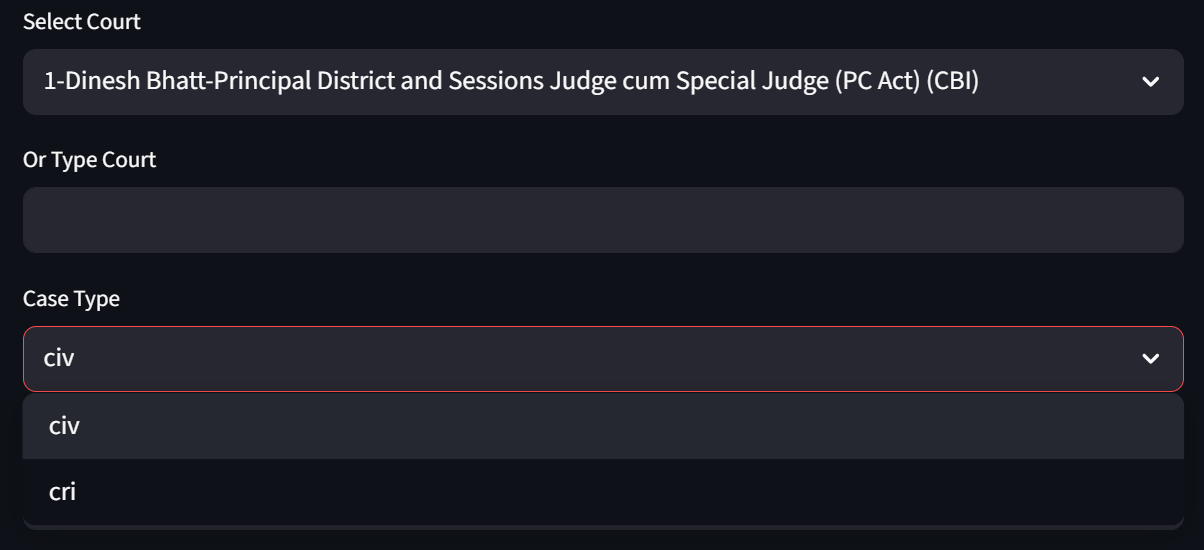 Select Court
1-Dinesh Bhatt-Principal District and Sessions Judge cum Special Judge (PC Act) (CBI)
Or Type Court
Case Type
civ
civ
cri